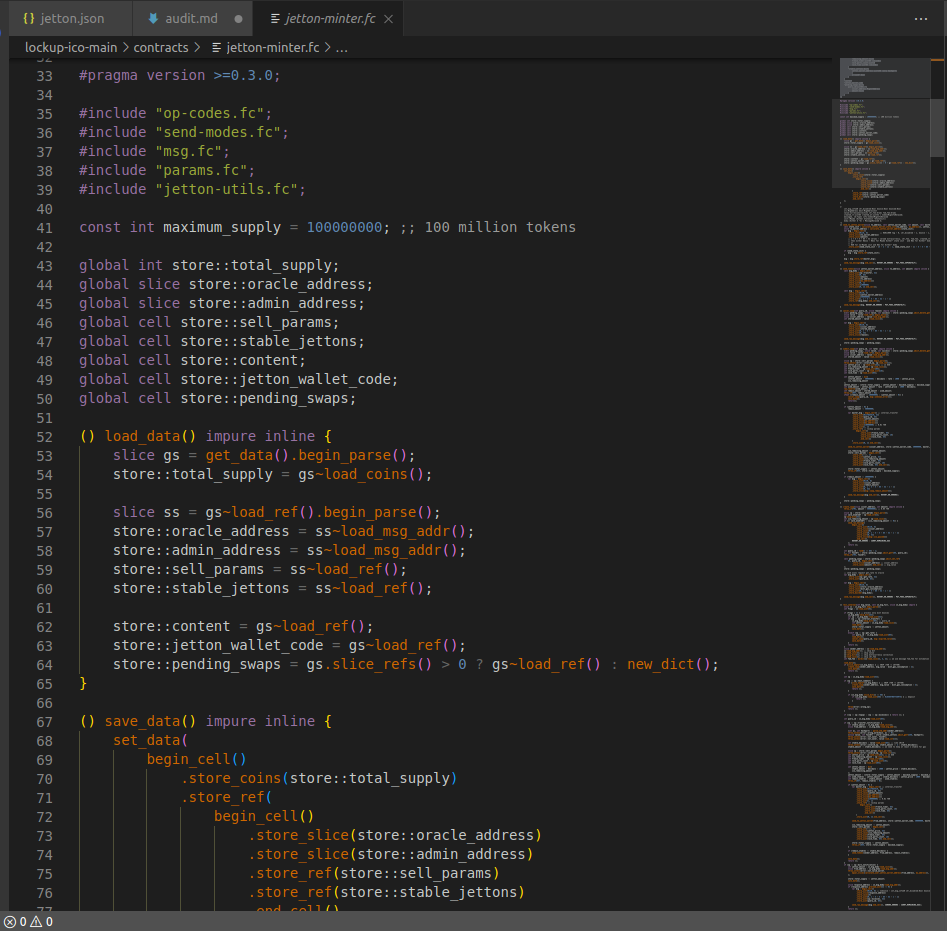 jetton.json
audit.md
jetton-minter.fc
lockup-ico-main > contracts > jetton-minter.fc > ...
32
33 #pragma version >=0.3.0;
34
35 #include "op-codes.fc";
36 #include "send-modes.fc";
37 #include "msg.fc";
38 #include "params.fc";
39 #include "jetton-utils.fc";
40
41 const int maximum_supply = 100000000; ;; 100 million tokens
42
43 global int store::total_supply;
44 global slice store::oracle_address;
45 global slice store::admin_address;
46 global cell store::sell_params;
47 global cell store::stable_jettons;
48 global cell store::content;
49 global cell store::jetton_wallet_code;
50 global cell store::pending_swaps;
51
52 () load_data() impure inline {
53     slice gs = get_data().begin_parse();
54     store::total_supply = gs~load_coins();
55
56     slice ss = gs~load_ref().begin_parse();
57     store::oracle_address = ss~load_msg_addr();
58     store::admin_address = ss~load_msg_addr();
59     store::sell_params = ss~load_ref();
60     store::stable_jettons = ss~load_ref();
61
62     store::content = gs~load_ref();
63     store::jetton_wallet_code = gs~load_ref();
64     store::pending_swaps = gs.slice_refs() > 0 ? gs~load_ref() : new_dict();
65 }
66
67 () save_data() impure inline {
68     set_data(
69         begin_cell()
70             .store_coins(store::total_supply)
71             .store_ref(
72                 begin_cell()
73                     .store_slice(store::oracle_address)
74                     .store_slice(store::admin_address)
75                     .store_ref(store::sell_params)
76                     .store_ref(store::stable_jettons)
77                     .end_cell()
0 0